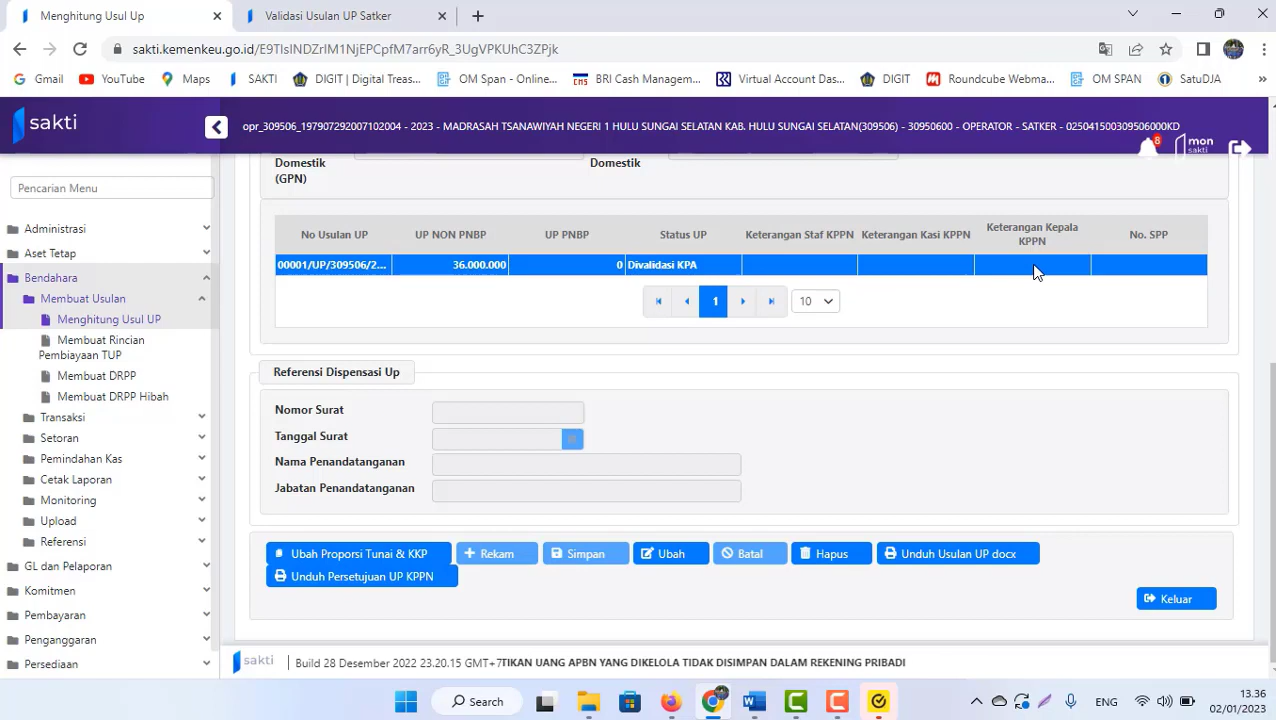 Menghitung Usul Up
Validasi Usulan UP Satker
sakti.kemenkeu.go.id/E9TIsINDZrIM1NjEPCpfM7arr6yR_3UgVPKUhC3ZPjk
Gmail YouTube Maps SAKTI DIGIT | Digital Treas... OM Span - Online... BRI Cash Managem... Virtual Account Das... DIGIT Roundcube Webma... OM SPAN SatuDJA
sakti
opr_309506_197907292007102004 - 2023 - MADRASAH TSANAWIYAH NEGERI 1 HULU SUNGAI SELATAN KAB. HULU SUNGAI SELATAN(309506) - 30950600 - OPERATOR - SATKER - 025041500309506000KD
8
mon
sakti
Pencarian Menu
Administrasi
Aset Tetap
Bendahara
Membuat Usulan
Menghitung Usul UP
Membuat Rincian
Pembiayaan TUP
Membuat DRPP
Membuat DRPP Hibah
Transaksi
Setoran
Pemindahan Kas
Cetak Laporan
Monitoring
Upload
Referensi
GL dan Pelaporan
Komitmen
Pembayaran
Penganggaran
Persediaan
Domestik
(GPN)
Domestik
No Usulan UP UP NON PNBP UP PNBP Status UP Keterangan Staf KPPN Keterangan Kasi KPPN Keterangan Kepala
KPPN No. SPP
00001/UP/309506/2... 36.000.000 0 Divalidasi KPA
1 10
Referensi Dispensasi Up
Nomor Surat
Tanggal Surat
Nama Penandatanganan
Jabatan Penandatanganan
Ubah Proporsi Tunai & KKP Rekam Simpan Ubah Batal Hapus Unduh Usulan UP docx
Unduh Persetujuan UP KPPN
Keluar
sakti Build 28 Desember 2022 23.20.15 GMT+7 TIKAN UANG APBN YANG DIKELOLA TIDAK DISIMPAN DALAM REKENING PRIBADI
Search
ENG
13.36
02/01/2023